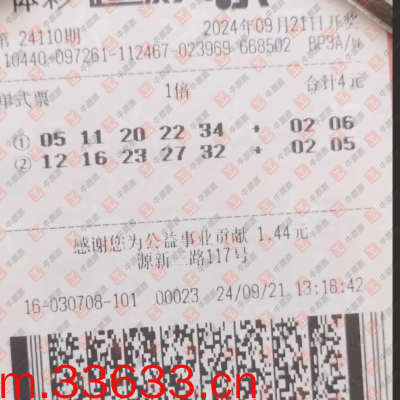 体彩
第 24110期 2024年09月21日开奖
110440-097261-112467-023969 668502
单式票 1倍 合计4元
① 05 11 20 22 34 + 02 06
② 12 16 23 27 32 + 02 05
感谢您为公益事业贡献 1.44元
源新一路117号
16-030708-101 00023 24/09/21 13:18:42
m.33633.cn